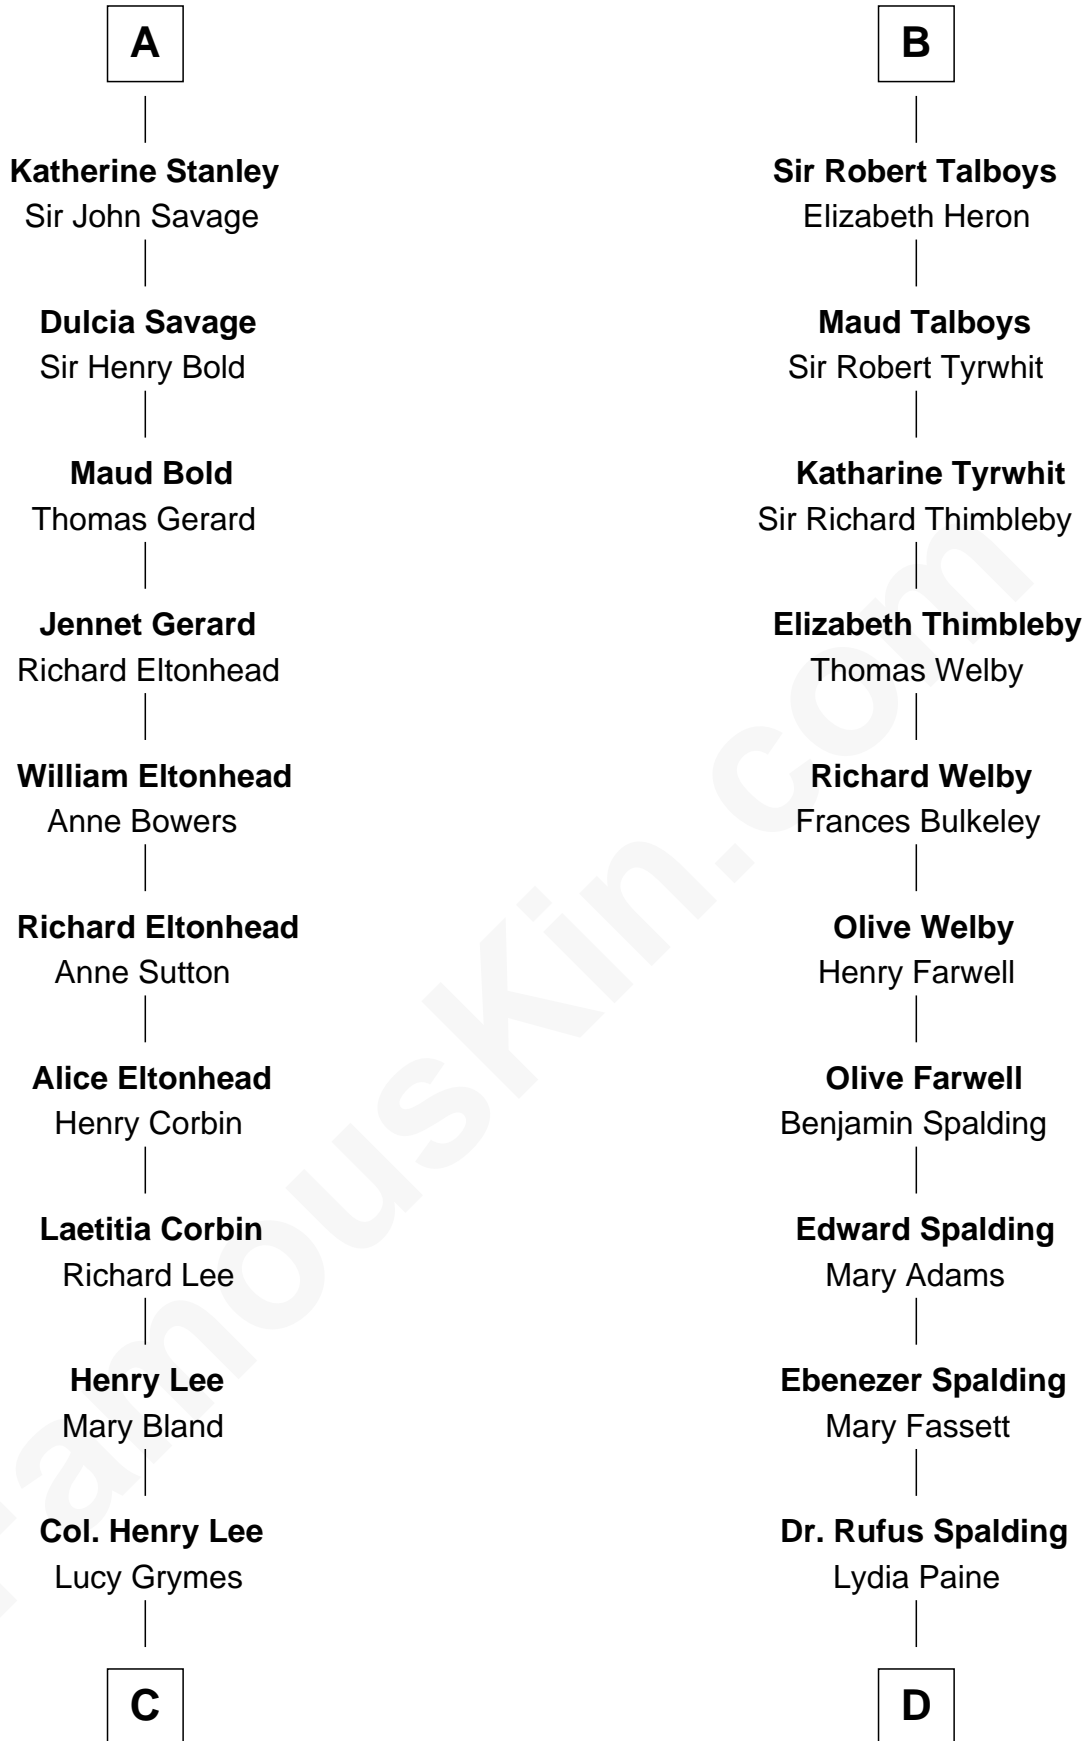 A
Katherine Stanley
Sir John Savage
Dulcia Savage
Sir Henry Bold
Maud Bold
Thomas Gerard
Jennet Gerard
Richard Eltonhead
William Eltonhead
Anne Bowers
Richard Eltonhead
Anne Sutton
Alice Eltonhead
Henry Corbin
Laetitia Corbin
Richard Lee
Henry Lee
Mary Bland
Col. Henry Lee
Lucy Grymes
C
B
Sir Robert Talboys
Elizabeth Heron
Maud Talboys
Sir Robert Tyrwhit
Katharine Tyrwhit
Sir Richard Thimbleby
Elizabeth Thimbleby
Thomas Welby
Richard Welby
Frances Bulkeley
Olive Welby
Henry Farwell
Olive Farwell
Benjamin Spalding
Edward Spalding
Mary Adams
Ebenezer Spalding
Mary Fassett
Dr. Rufus Spalding
Lydia Paine
D
FamousKin.com